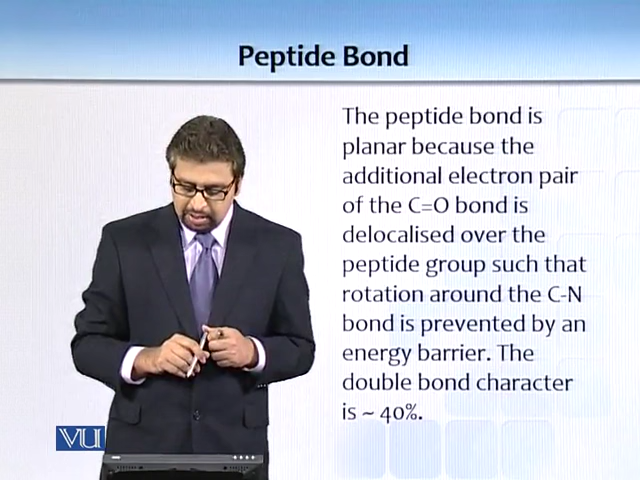 Peptide Bond
The peptide bond is
planar because the
additional electron pair
of the C=O bond is
delocalised over the
peptide group such that
rotation around the C-N
bond is prevented by an
energy barrier. The
double bond character
is ~ 40%.
VU